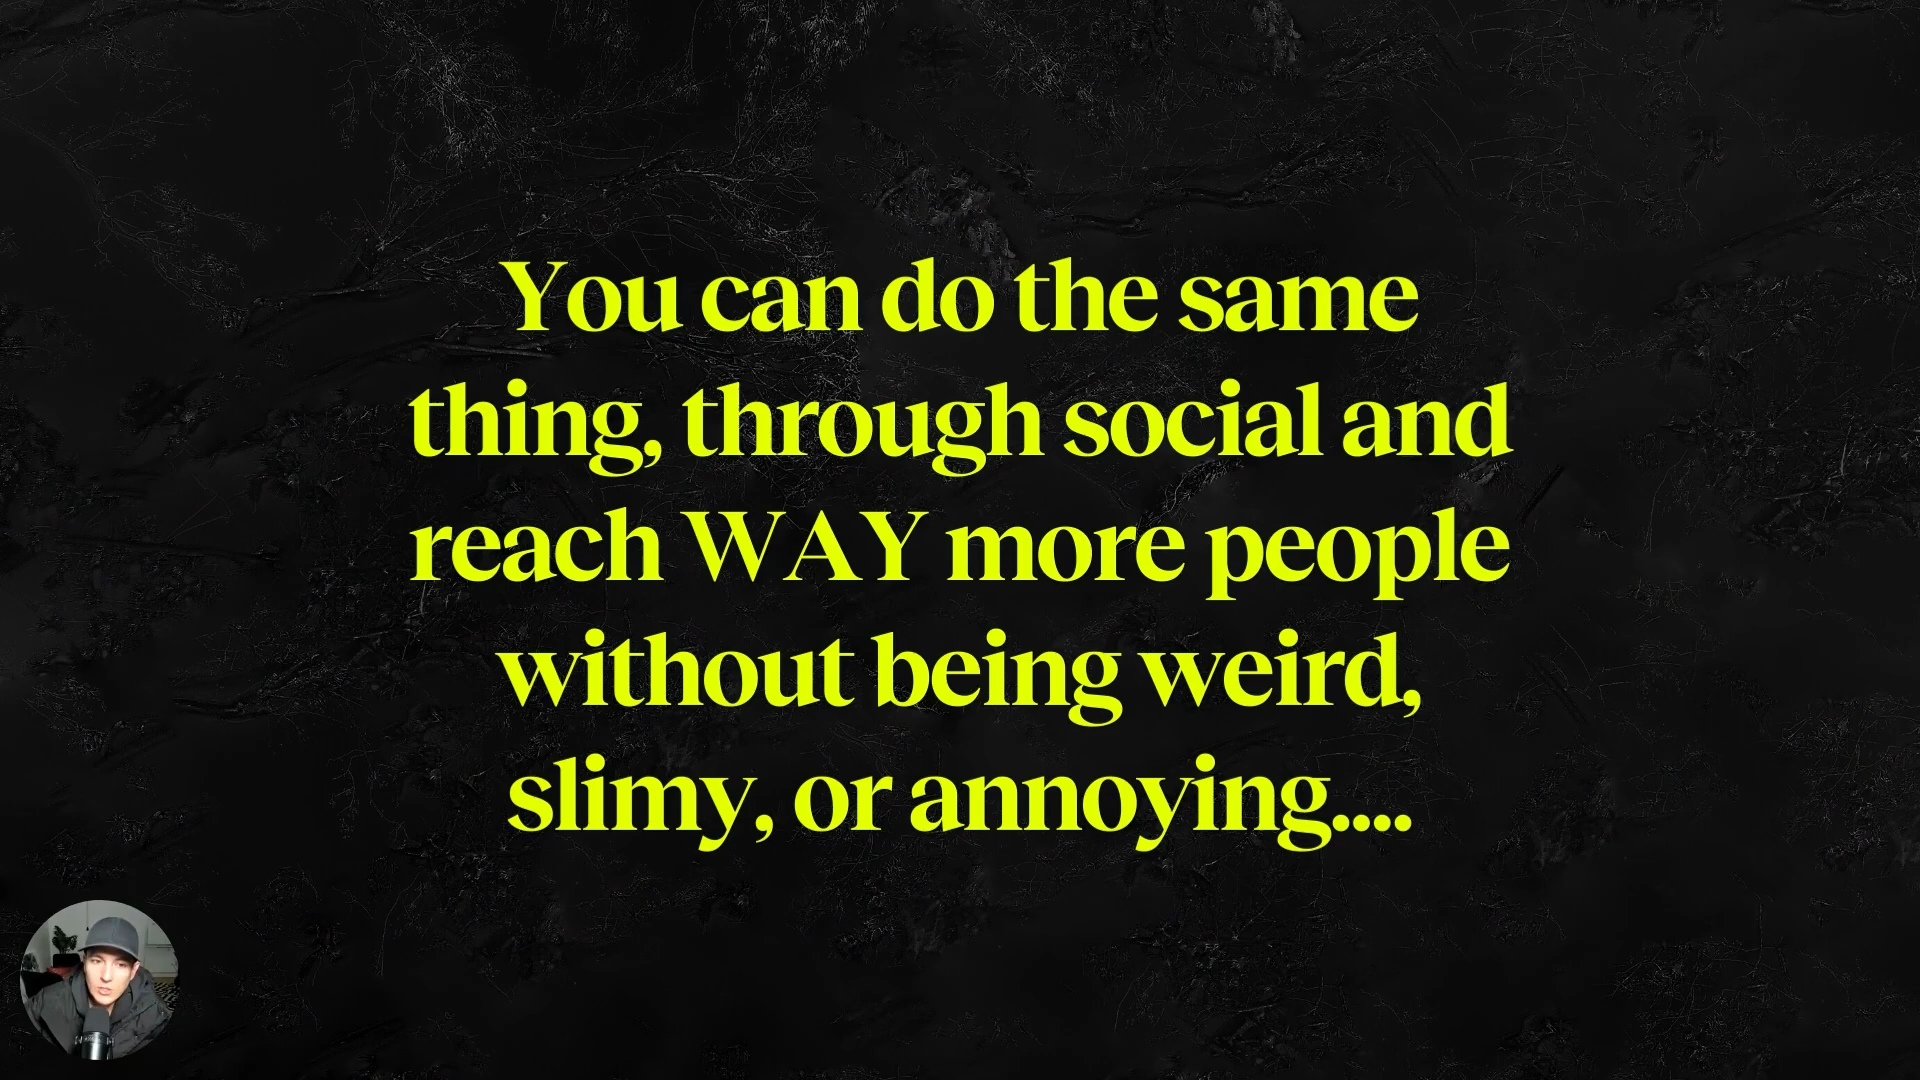 You can do the same
thing, through social and
reach WAY more people
without being weird,
slimy, or annoying....